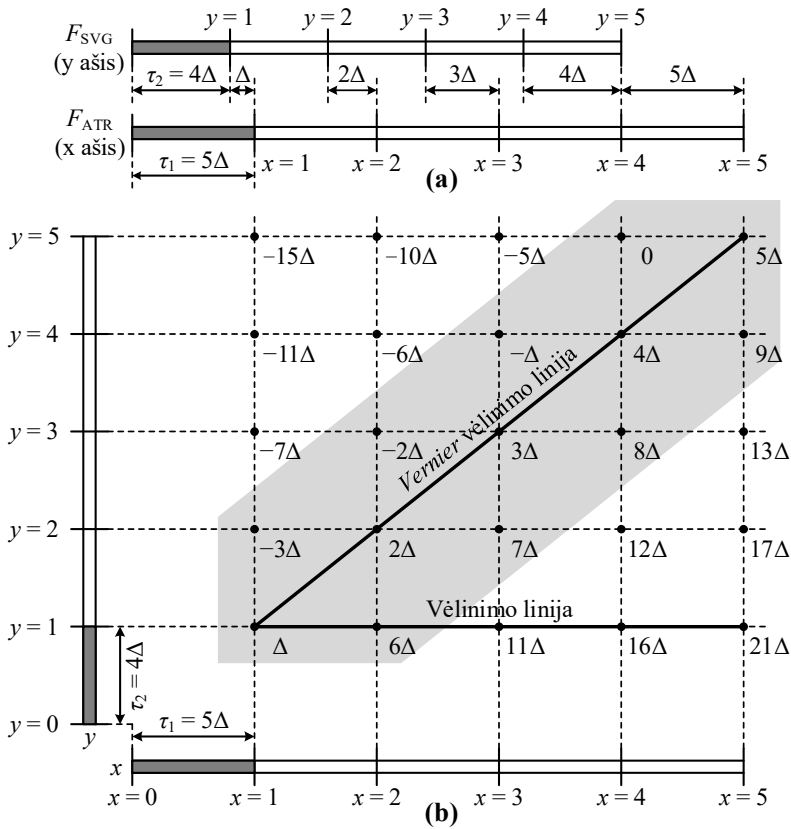 y = 1 y = 2 y = 3 y = 4 y = 5
F_SVG
(y ašis)
τ₂ = 4Δ Δ 2Δ 3Δ 4Δ 5Δ
F_ATR
(x ašis)
τ₁ = 5Δ x = 1 x = 2 x = 3 x = 4 x = 5
(a)
y = 5
−15Δ −10Δ −5Δ 0 5Δ
y = 4
−11Δ −6Δ −Δ 4Δ 9Δ
Vernier vėlinimo linija
y = 3
−7Δ −2Δ 3Δ 8Δ 13Δ
y = 2
−3Δ 2Δ 7Δ 12Δ 17Δ
Vėlinimo linija
y = 1
Δ 6Δ 11Δ 16Δ 21Δ
τ₂ = 4Δ
y = 0
τ₁ = 5Δ
y
x
x = 0 x = 1 x = 2 x = 3 x = 4 x = 5
(b)